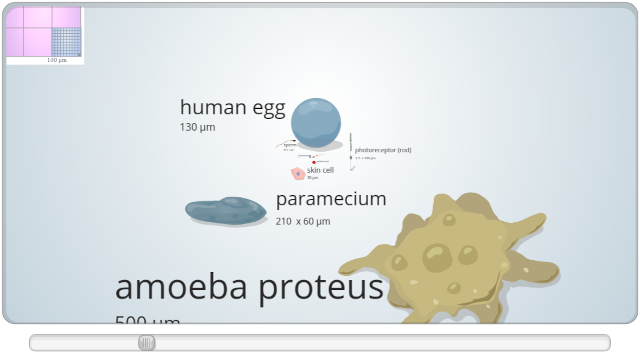 100 µm
human egg
130 µm
photoreceptor (rod)
skin cell
30 µm
paramecium
210 x 60 µm
amoeba proteus
500 µm